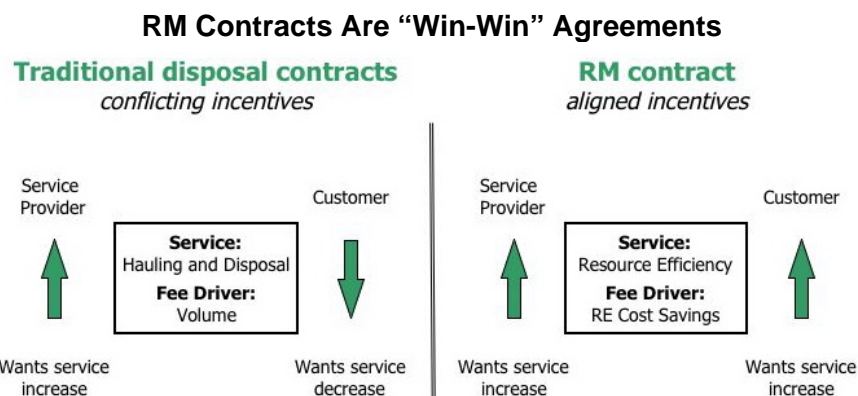 RM Contracts Are “Win-Win” Agreements
Traditional disposal contracts
conflicting incentives
Service
Provider
Customer
Service:
Hauling and Disposal
Fee Driver:
Volume
Wants service
increase
Wants service
decrease
RM contract
aligned incentives
Service
Provider
Customer
Service:
Resource Efficiency
Fee Driver:
RE Cost Savings
Wants service
increase
Wants service
increase